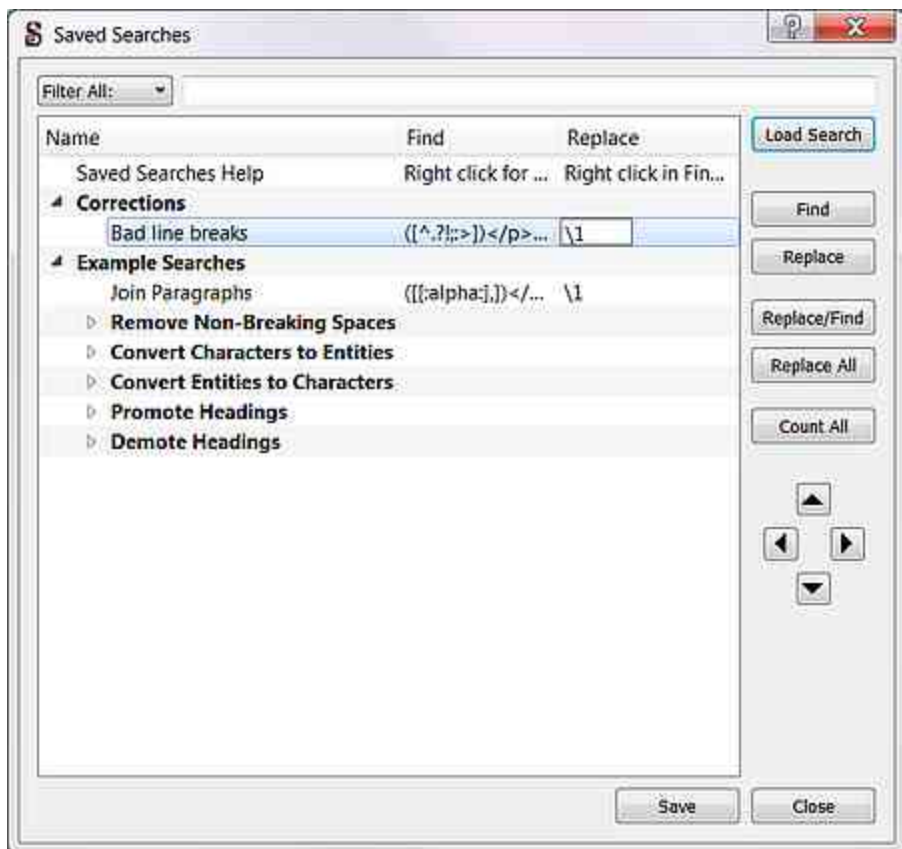 Saved Searches
Filter All:
Name Find Replace
Saved Searches Help Right click for ... Right click in Fin...
Corrections
Bad line breaks ([^.?!;:>])</p>... \1
Example Searches
Join Paragraphs ([[:alpha:],])</... \1
Remove Non-Breaking Spaces
Convert Characters to Entities
Convert Entities to Characters
Promote Headings
Demote Headings
Load Search
Find
Replace
Replace/Find
Replace All
Count All
Save Close